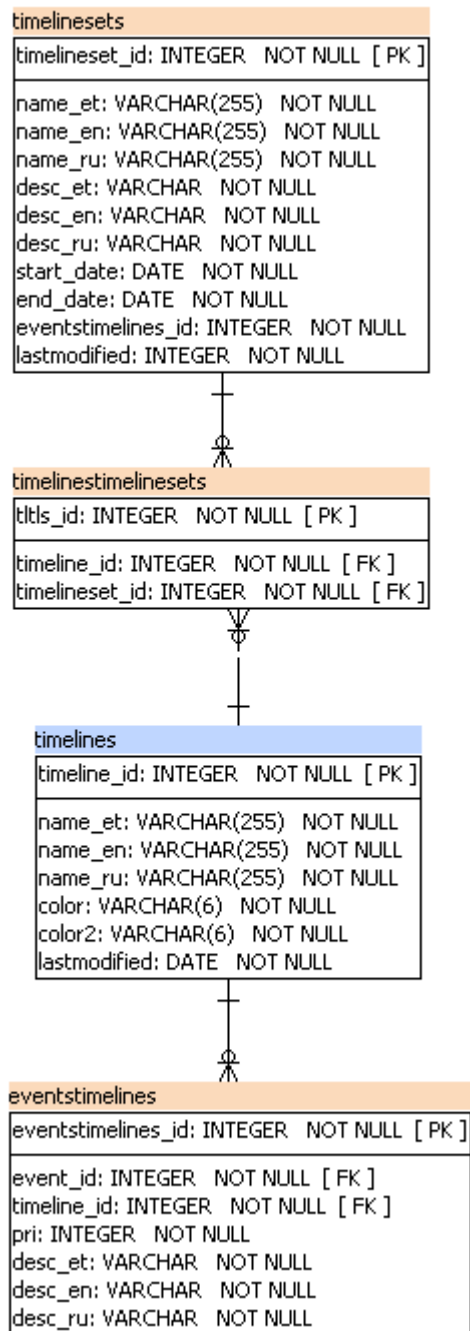 timelinesets
timelineset_id: INTEGER NOT NULL [ PK ]
name_et: VARCHAR(255) NOT NULL
name_en: VARCHAR(255) NOT NULL
name_ru: VARCHAR(255) NOT NULL
desc_et: VARCHAR NOT NULL
desc_en: VARCHAR NOT NULL
desc_ru: VARCHAR NOT NULL
start_date: DATE NOT NULL
end_date: DATE NOT NULL
eventstimelines_id: INTEGER NOT NULL
lastmodified: INTEGER NOT NULL
timelinestimelinesets
tltls_id: INTEGER NOT NULL [ PK ]
timeline_id: INTEGER NOT NULL [ FK ]
timelineset_id: INTEGER NOT NULL [ FK ]
timelines
timeline_id: INTEGER NOT NULL [ PK ]
name_et: VARCHAR(255) NOT NULL
name_en: VARCHAR(255) NOT NULL
name_ru: VARCHAR(255) NOT NULL
color: VARCHAR(6) NOT NULL
color2: VARCHAR(6) NOT NULL
lastmodified: DATE NOT NULL
eventstimelines
eventstimelines_id: INTEGER NOT NULL [ PK ]
event_id: INTEGER NOT NULL [ FK ]
timeline_id: INTEGER NOT NULL [ FK ]
pri: INTEGER NOT NULL
desc_et: VARCHAR NOT NULL
desc_en: VARCHAR NOT NULL
desc_ru: VARCHAR NOT NULL